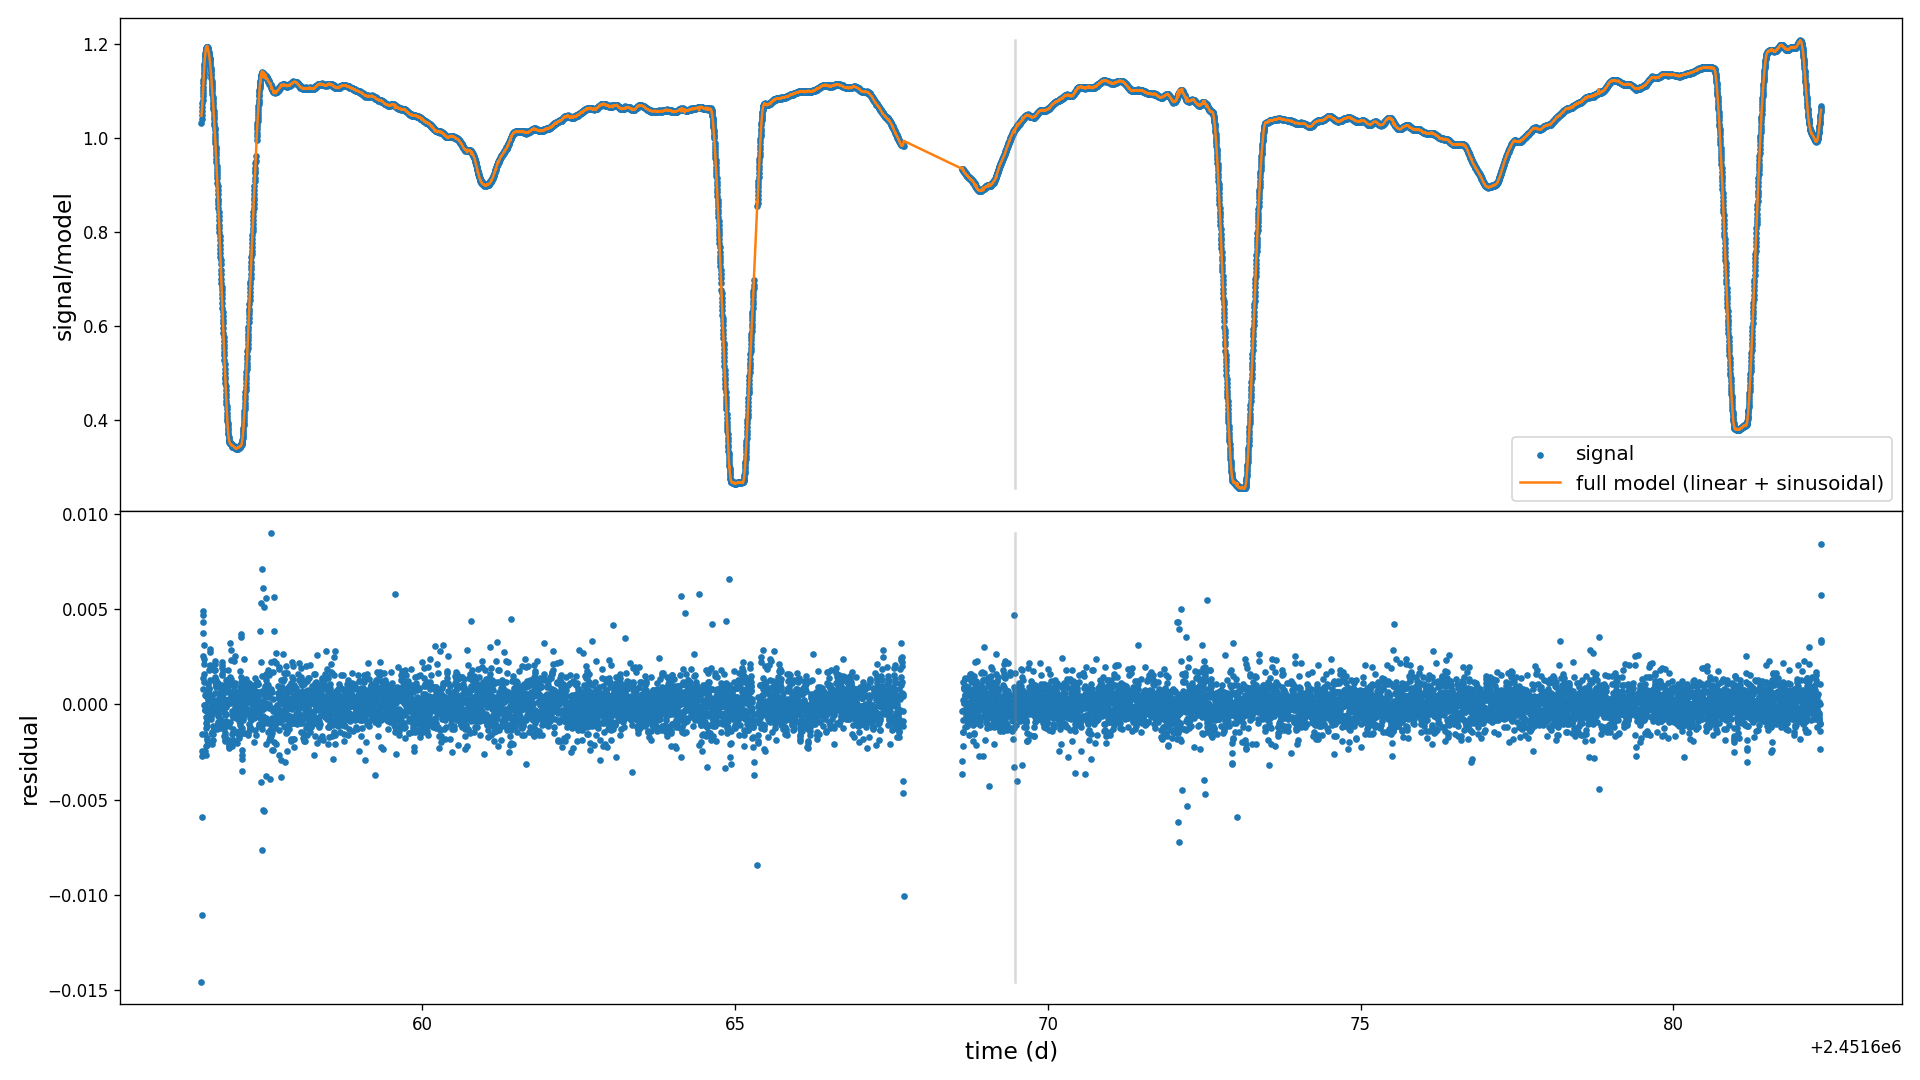 1.2
1.0
0.8
0.6
0.4
signal/model
signal
full model (linear + sinusoidal)
0.010
0.005
0.000
−0.005
−0.010
−0.015
residual
60
65
70
75
80
time (d)
+2.4516e6